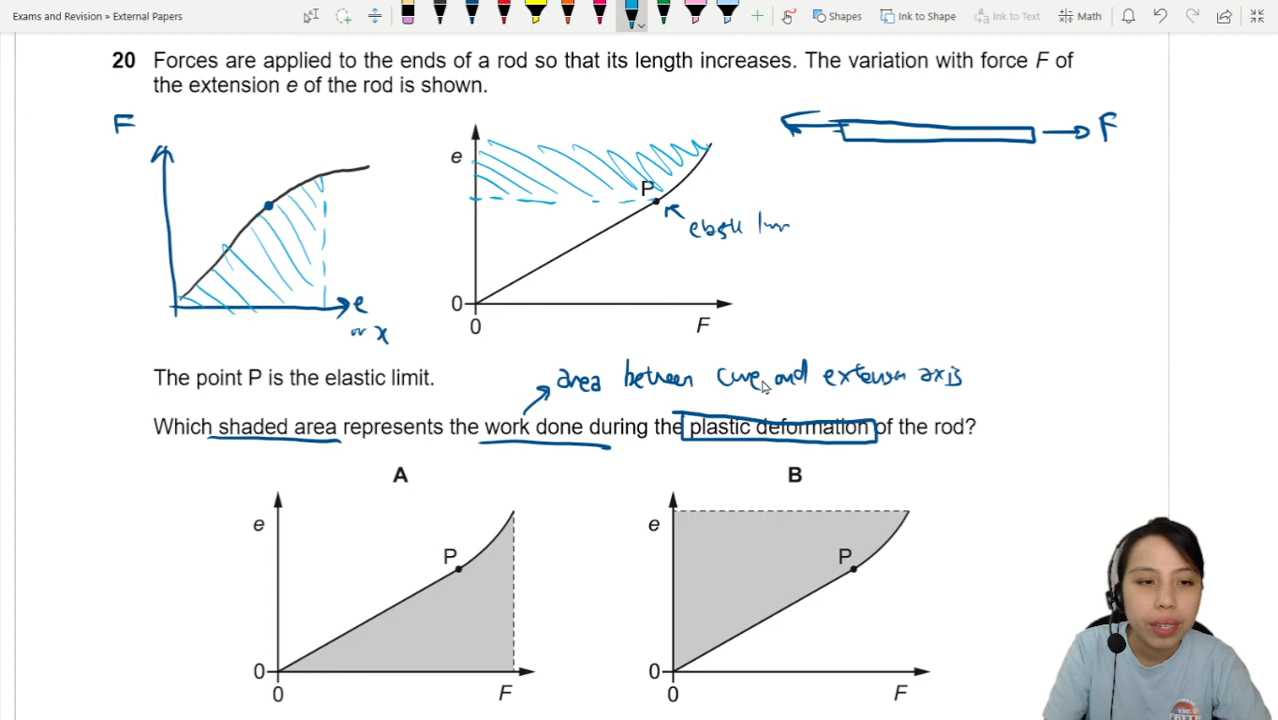 Exams and Revision » External Papers
Shapes
Ink to Shape
Ink to Text
Math
20 Forces are applied to the ends of a rod so that its length increases. The variation with force F of
the extension e of the rod is shown.
F
e
or x
e
P
0
0
F
F
The point P is the elastic limit.
area between curve and extension axis
Which shaded area represents the work done during the plastic deformation of the rod?
A
e
P
0
0
F
B
e
P
0
0
F